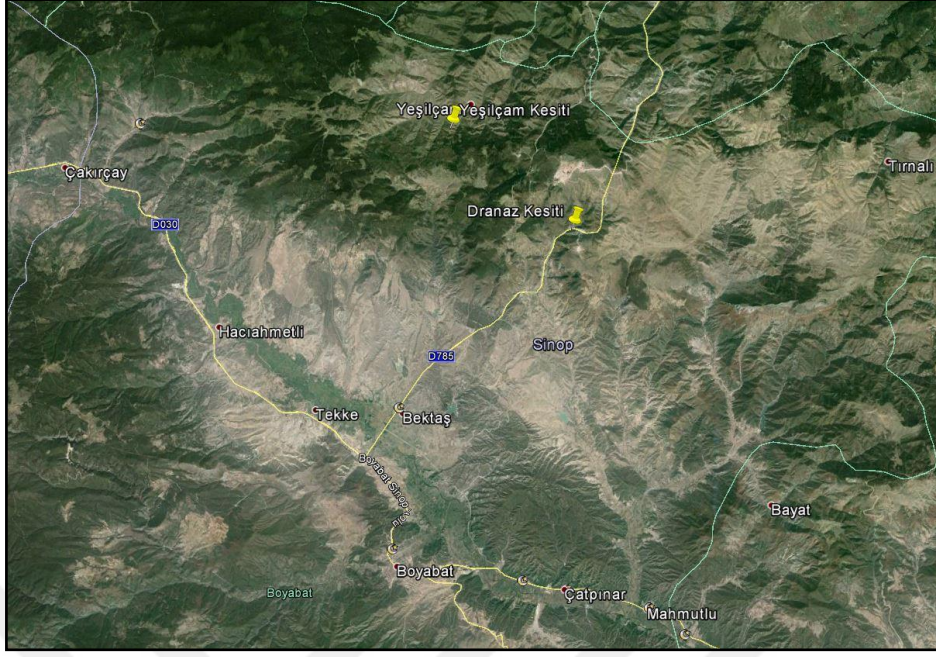 Yeşilçam Yeşilçam Kesiti
Tırnalı
Çakırçay
Dranaz Kesiti
D030
Hacıahmetli
Sinop
D785
Tekke
Bektaş
Boyabat Sinop
Bayat
Boyabat
Boyabat
Çatpınar
Mahmutlu